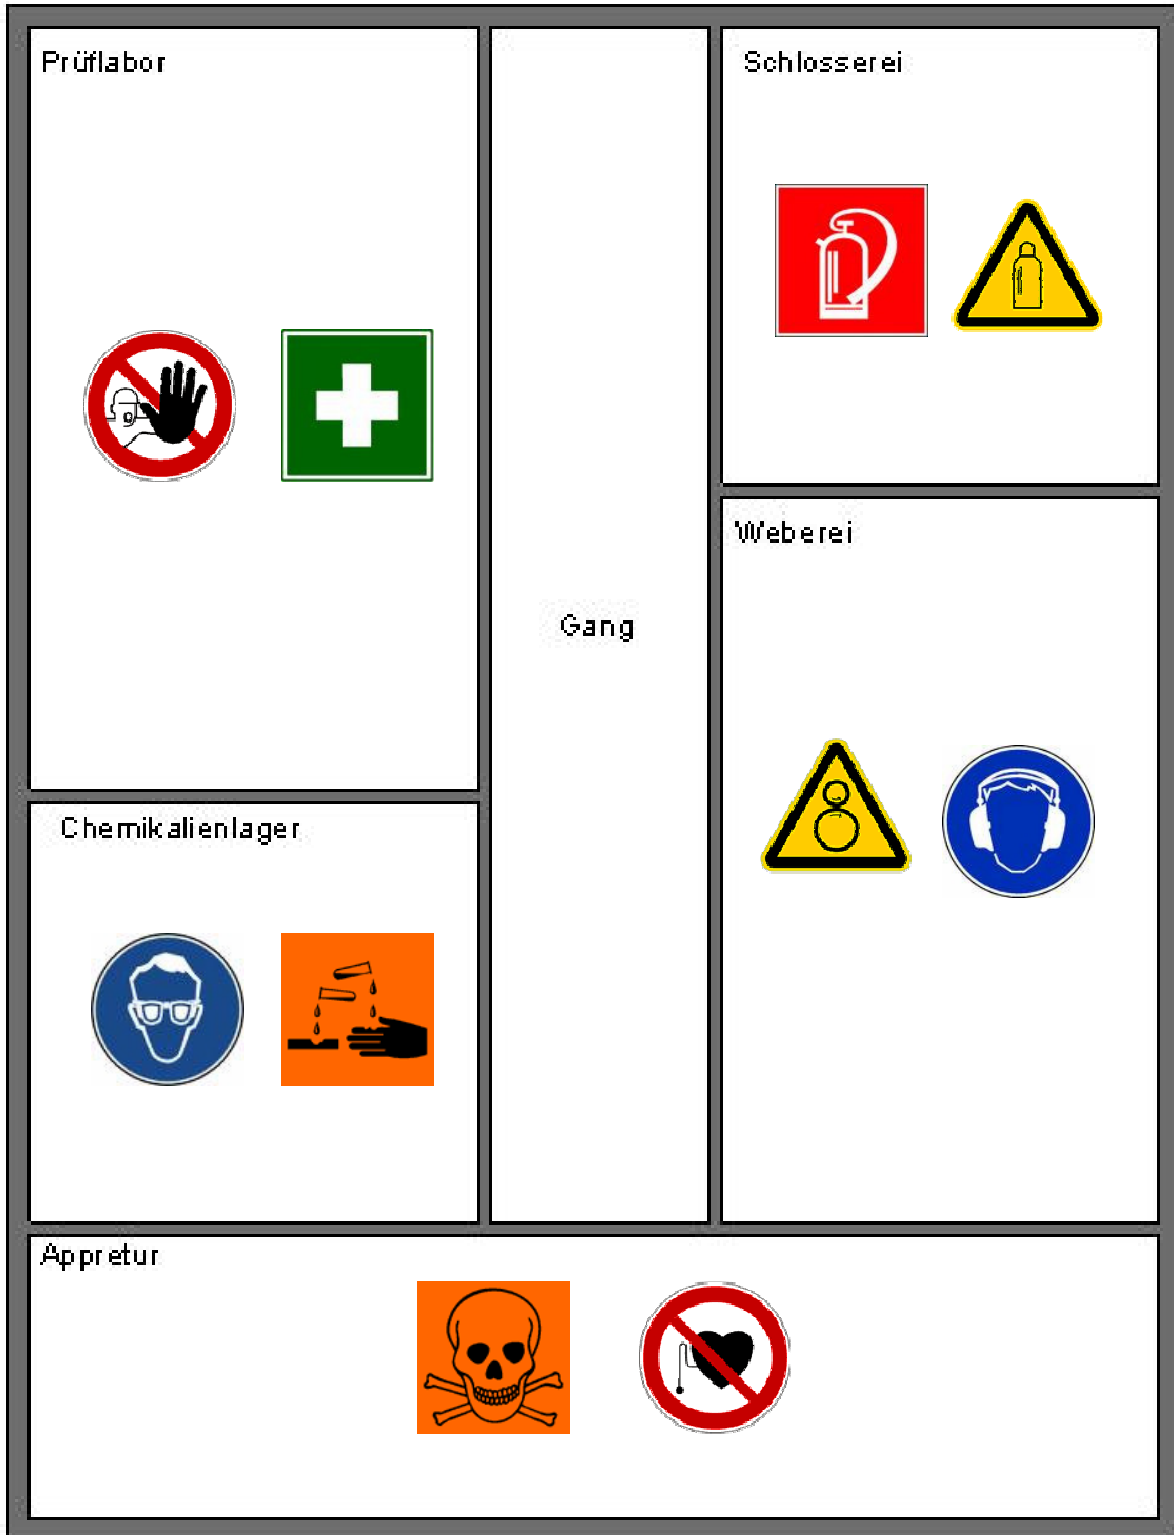 Prüflabor
Schlosserei
Weberei
Gang
Chemikalienlager
Appretur